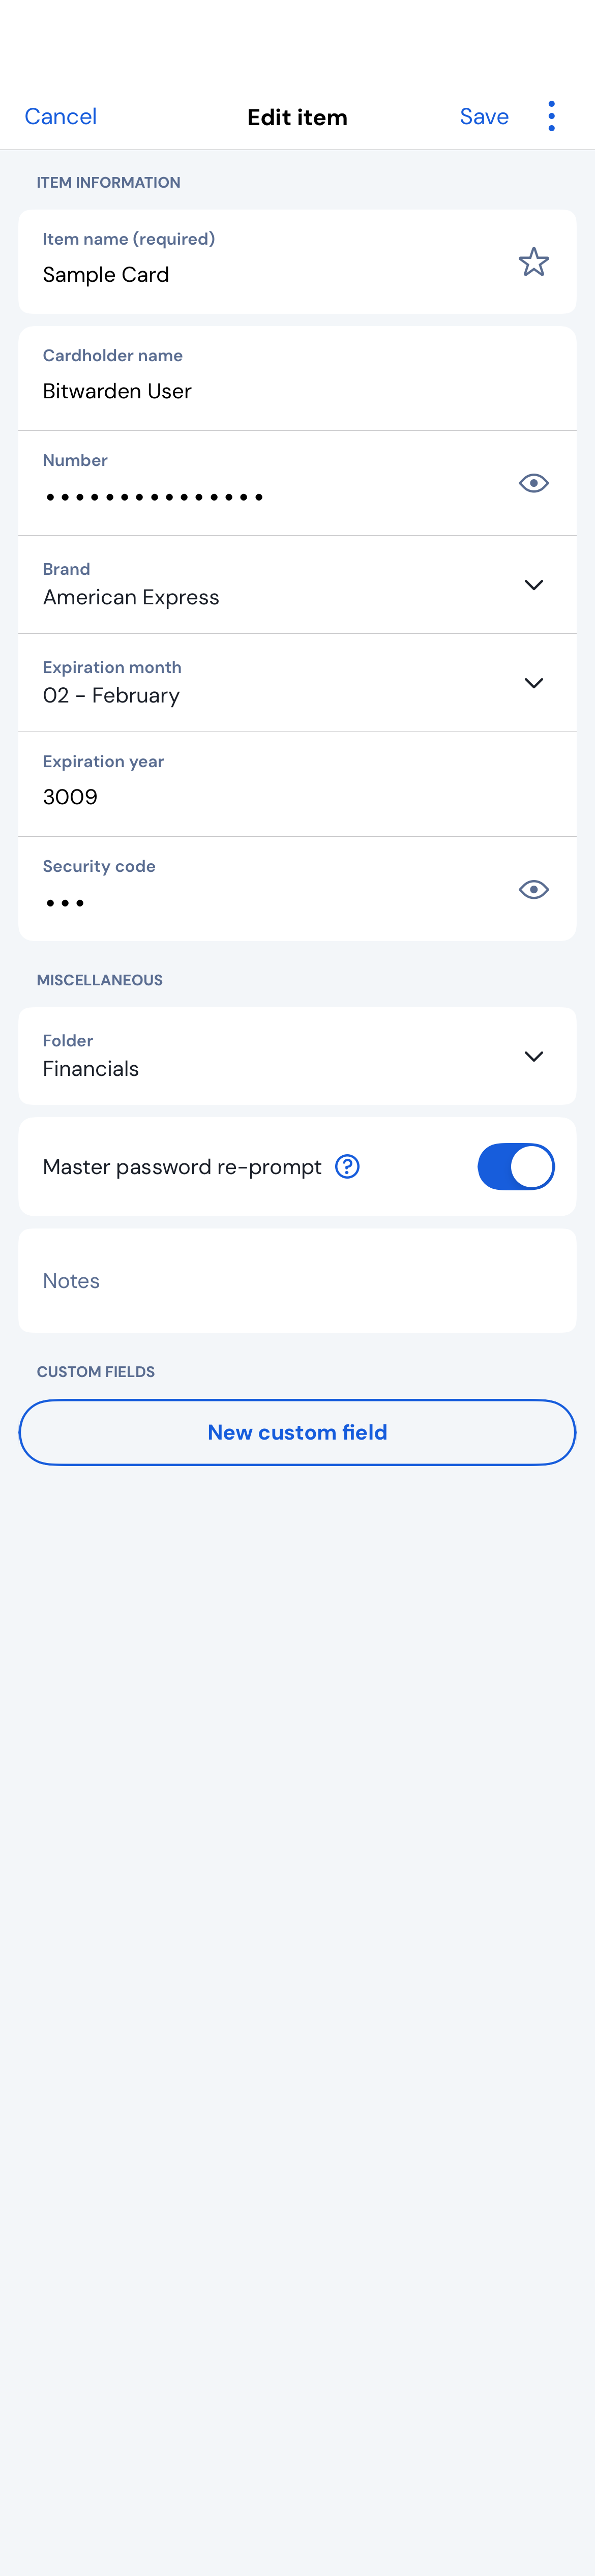 Cancel
Edit item
Save
ITEM INFORMATION
Item name (required)
Sample Card
Cardholder name
Bitwarden User
Number
•••••••••••••••
Brand
American Express
Expiration month
02 - February
Expiration year
3009
Security code
•••
MISCELLANEOUS
Folder
Financials
Master password re-prompt
Notes
CUSTOM FIELDS
New custom field